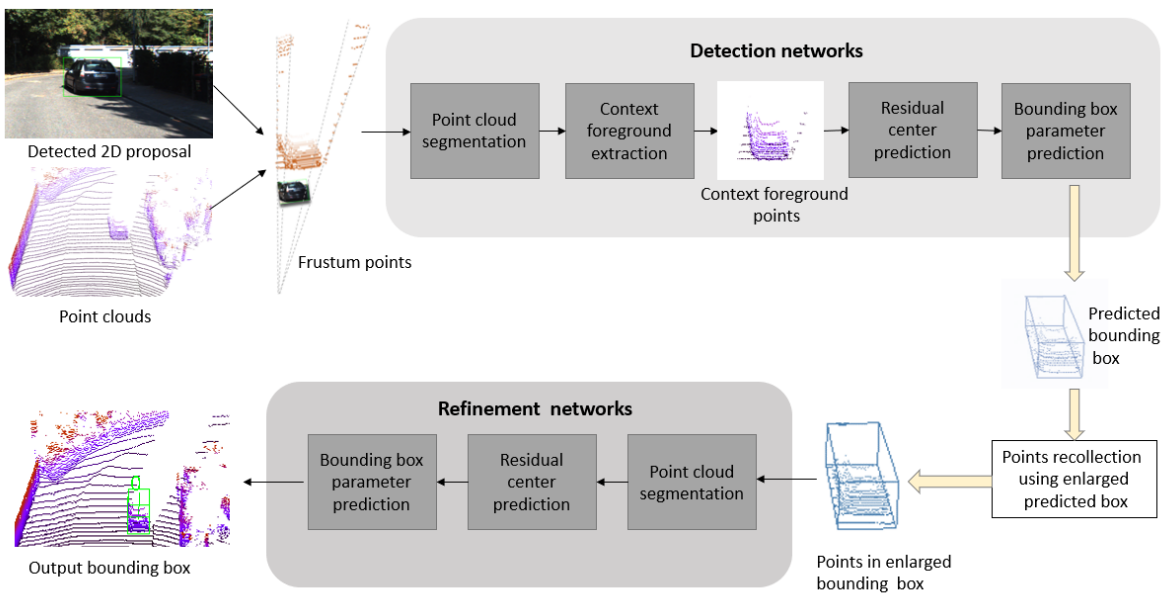 Detection networks
Detected 2D proposal
Point clouds
Frustum points
Point cloud
segmentation
Context
foreground
extraction
Context foreground
points
Residual
center
prediction
Bounding box
parameter
prediction
Predicted
bounding
box
Points recollection
using enlarged
predicted box
Points in enlarged
bounding box
Refinement networks
Point cloud
segmentation
Residual
center
prediction
Bounding box
parameter
prediction
Output bounding box